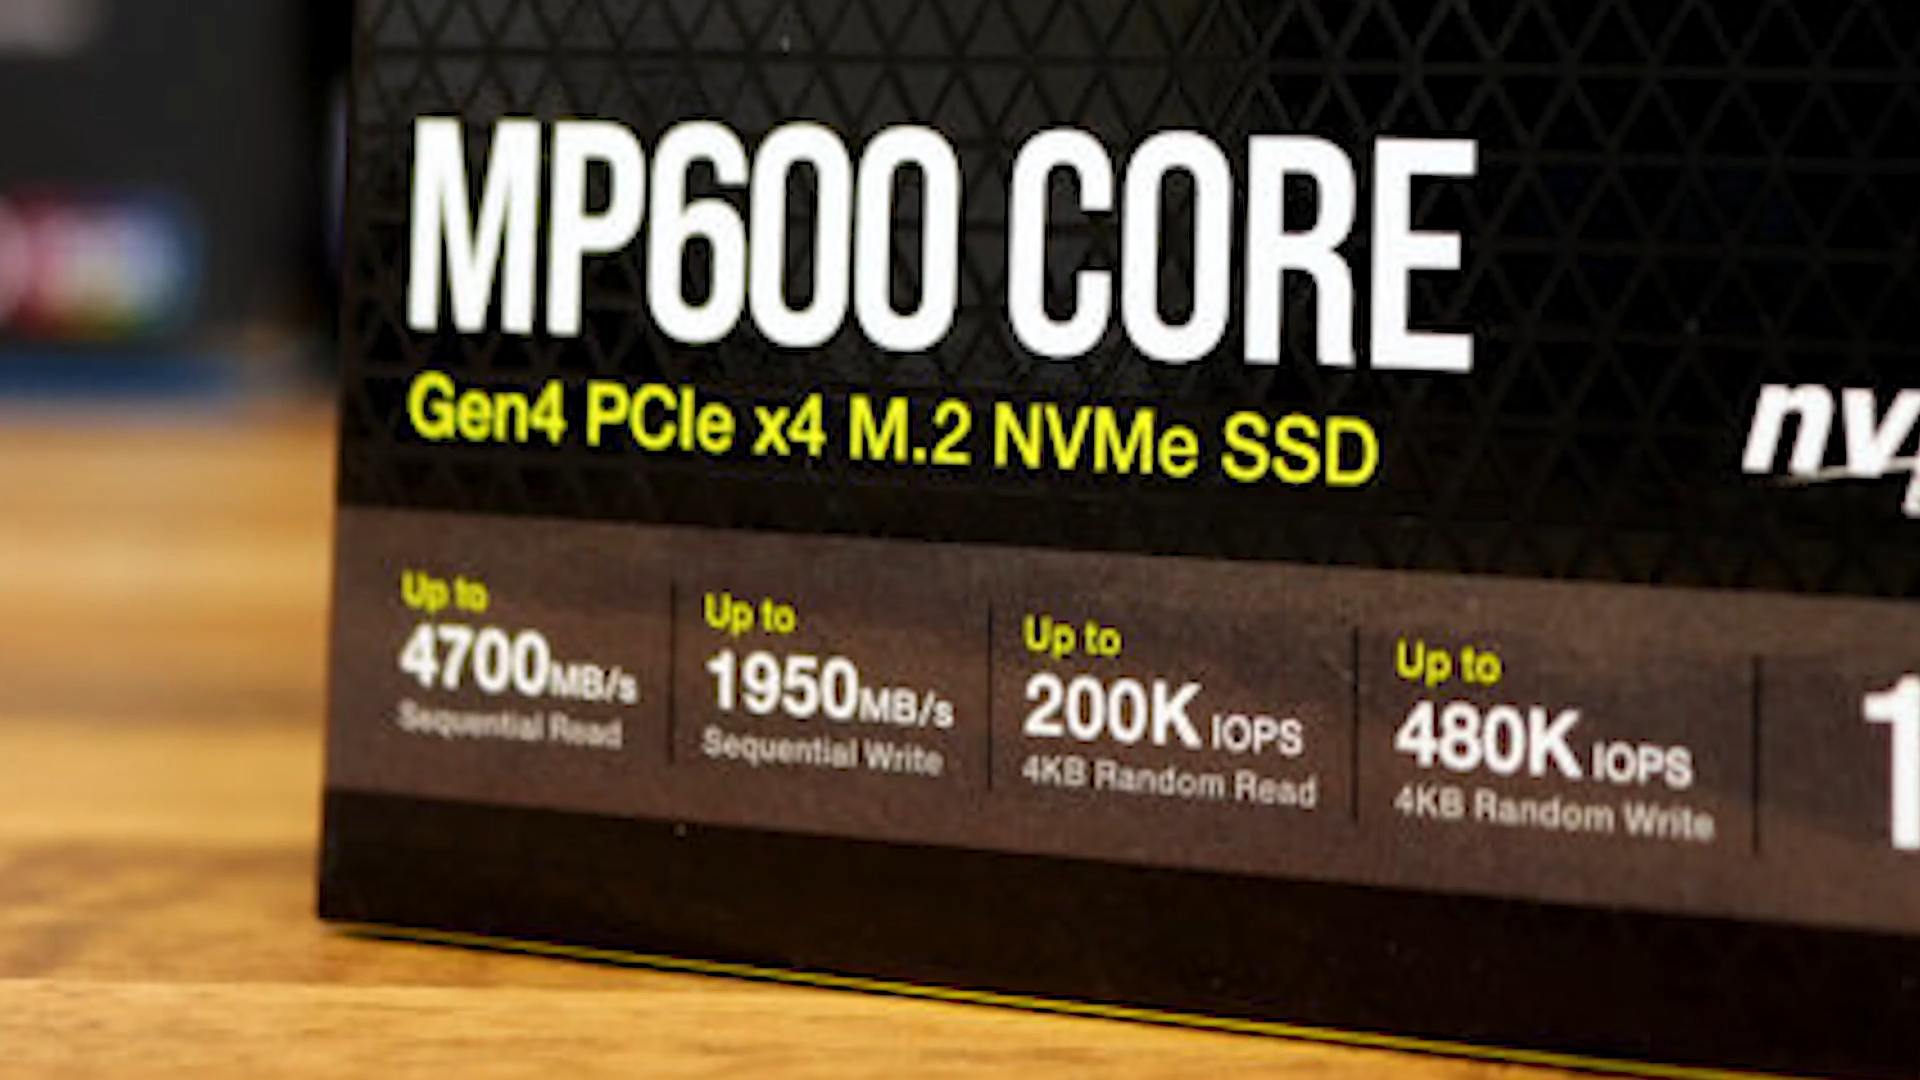 MP600 CORE
Gen4 PCIe x4 M.2 NVMe SSD
Up to
4700MB/s
Sequential Read
Up to
1950MB/s
Sequential Write
Up to
200K IOPS
4KB Random Read
Up to
480K IOPS
4KB Random Write